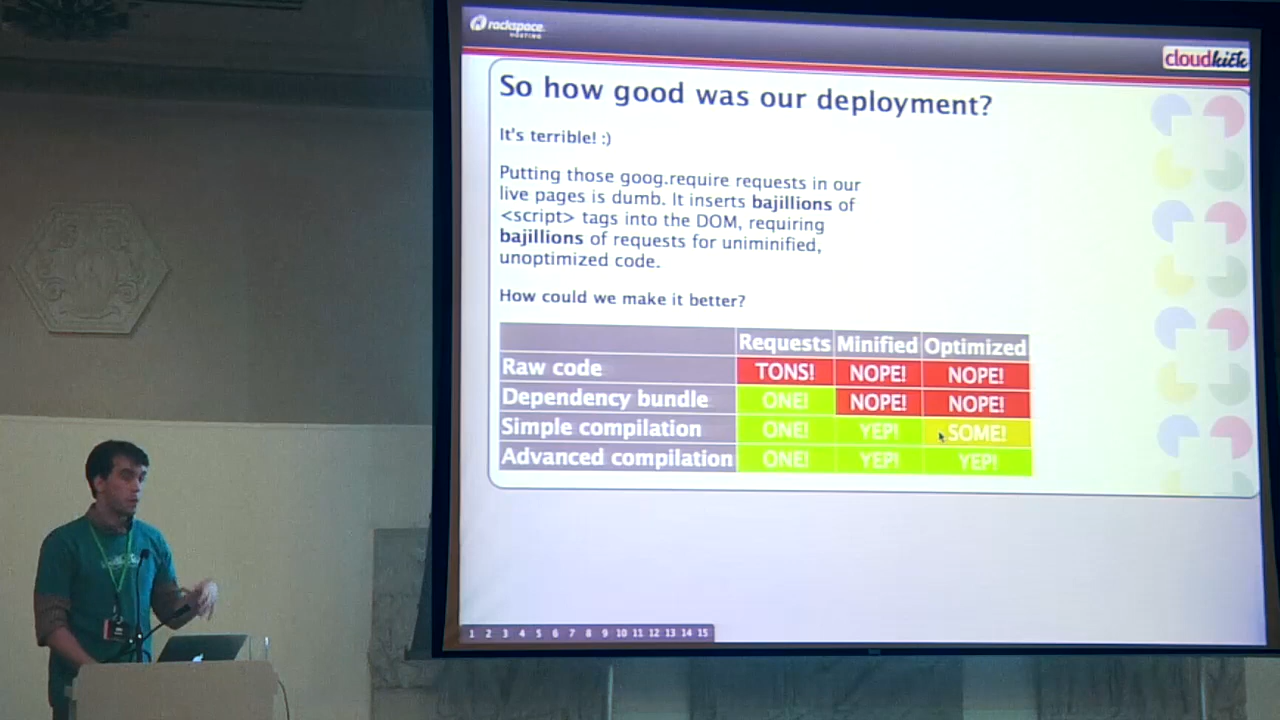 rackspace
HOSTING
cloudkick
So how good was our deployment?
It's terrible! :)
Putting those goog.require requests in our
live pages is dumb. It inserts bajillions of
<script> tags into the DOM, requiring
bajillions of requests for uniminified,
unoptimized code.
How could we make it better?
Requests Minified Optimized
Raw code TONS! NOPE! NOPE!
Dependency bundle ONE! NOPE! NOPE!
Simple compilation ONE! YEP! SOME!
Advanced compilation ONE! YEP! YEP!
1 2 3 4 5 6 7 8 9 10 11 12 13 14 15